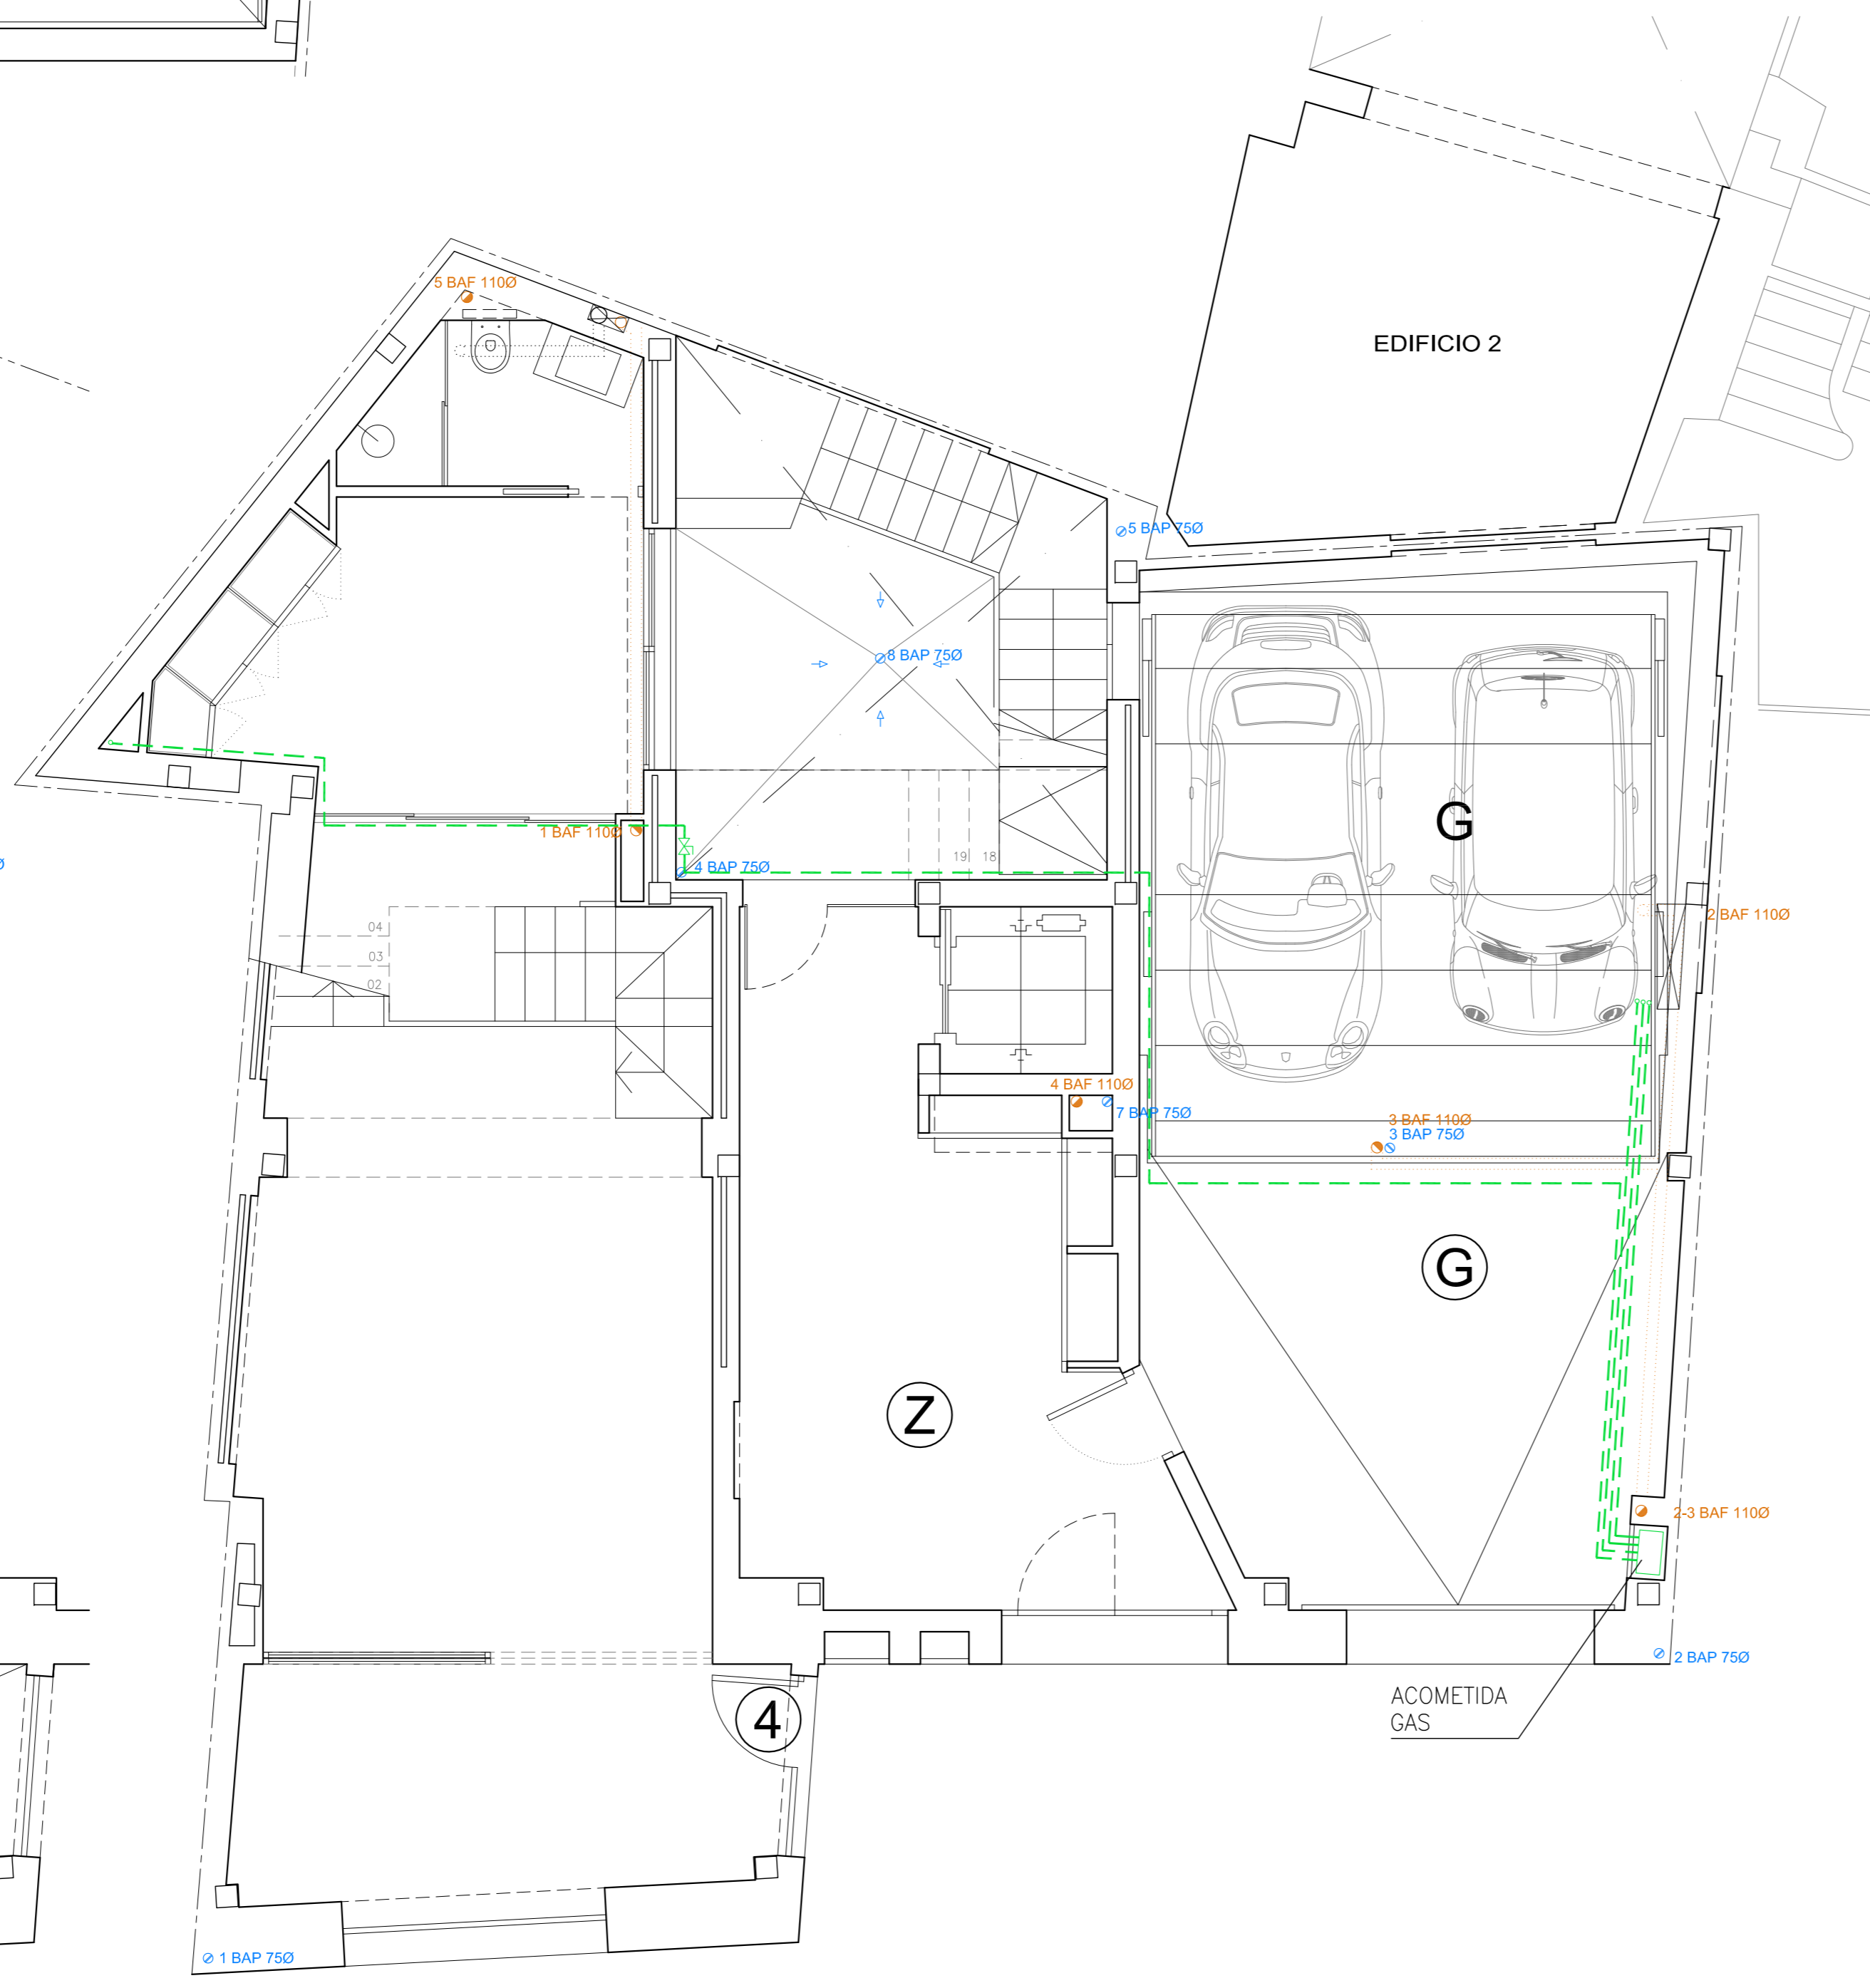 5 BAF 110Ø
EDIFICIO 2
5 BAP 75Ø
8 BAP 75Ø
G
1 BAF 110Ø
4 BAP 75Ø
19
18
Ø
04
03
02
2 BAF 110Ø
4 BAF 110Ø
7 BAP 75Ø
3 BAF 110Ø
3 BAP 75Ø
G
Z
2-3 BAF 110Ø
2 BAP 75Ø
ACOMETIDA
GAS
4
1 BAP 75Ø